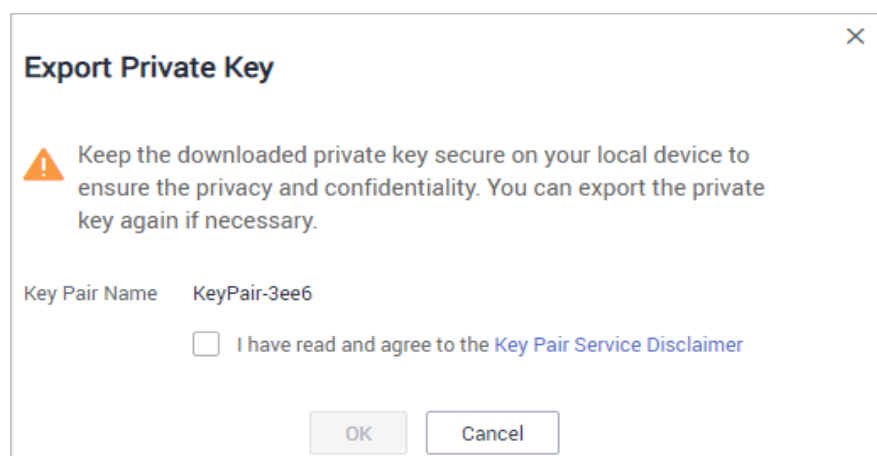 Export Private Key
Keep the downloaded private key secure on your local device to
ensure the privacy and confidentiality. You can export the private
key again if necessary.
Key Pair Name KeyPair-3ee6
I have read and agree to the Key Pair Service Disclaimer
OK Cancel